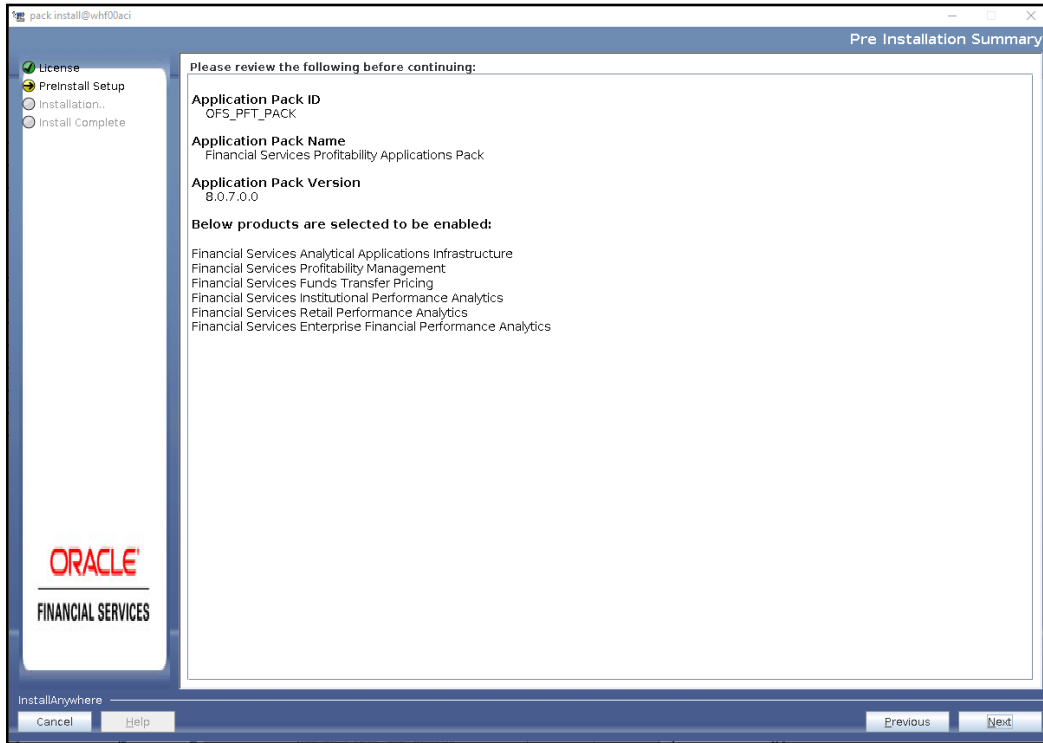 pack install@whf00aci
Pre Installation Summary
License
PreInstall Setup
Installation..
Install Complete
Please review the following before continuing:
Application Pack ID
OFS_PFT_PACK
Application Pack Name
Financial Services Profitability Applications Pack
Application Pack Version
8.0.7.0.0
Below products are selected to be enabled:
Financial Services Analytical Applications Infrastructure
Financial Services Profitability Management
Financial Services Funds Transfer Pricing
Financial Services Institutional Performance Analytics
Financial Services Retail Performance Analytics
Financial Services Enterprise Financial Performance Analytics
ORACLE'
FINANCIAL SERVICES
InstallAnywhere
Cancel Help Previous Next